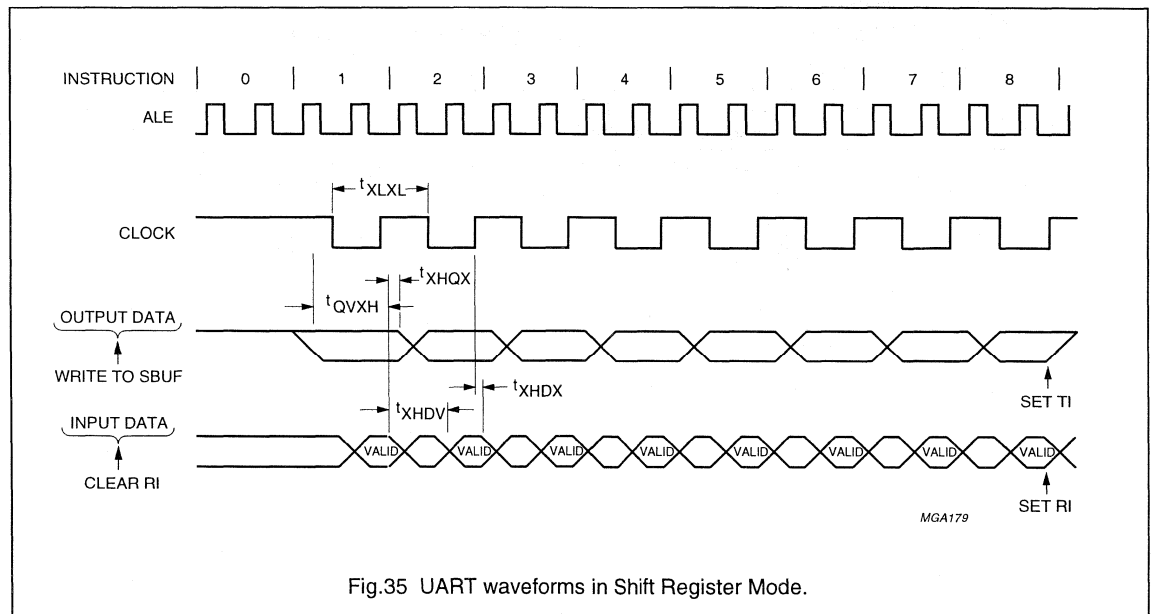 INSTRUCTION 0 1 2 3 4 5 6 7 8
ALE
tXLXL
CLOCK
tXHQX
tQVXH
OUTPUT DATA
WRITE TO SBUF
SET TI
tXHDX
tXHDV
INPUT DATA
VALID VALID VALID VALID VALID VALID VALID VALID
CLEAR RI
SET RI
MGA179
Fig.35 UART waveforms in Shift Register Mode.